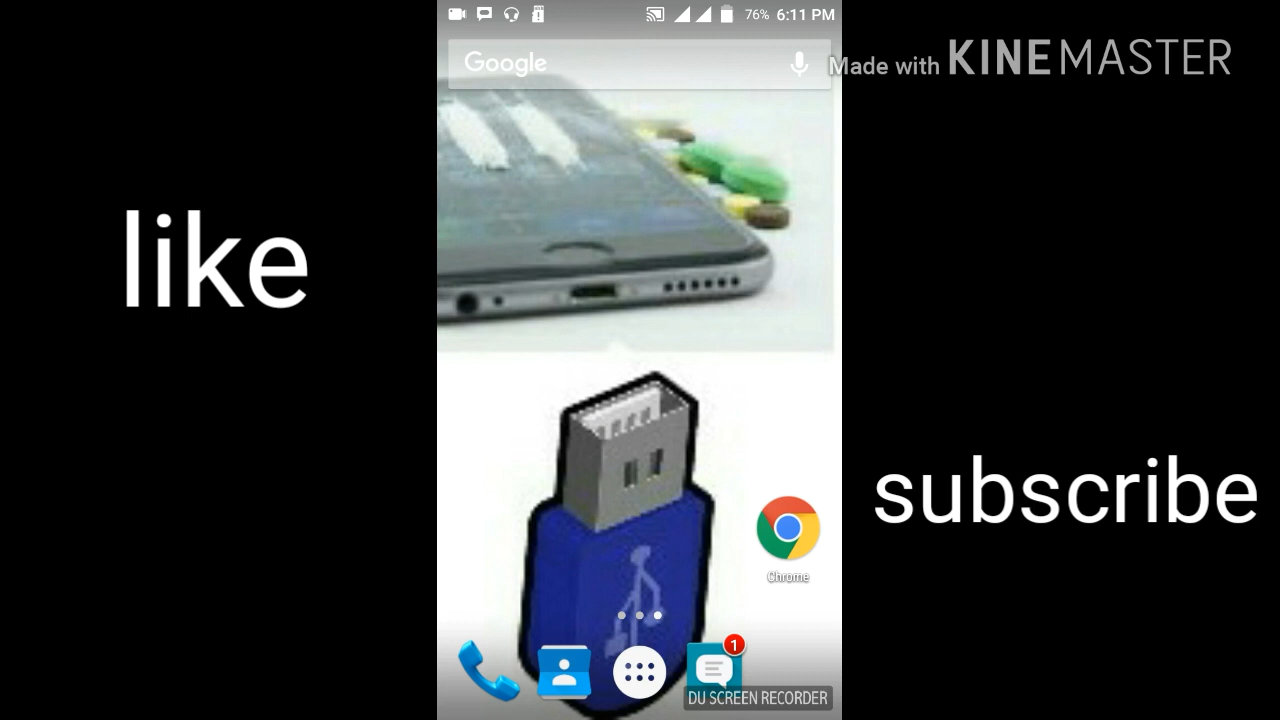 76% 6:11 PM
Google
Made with KINEMASTER
like
subscribe
Chrome
1
DU SCREEN RECORDER